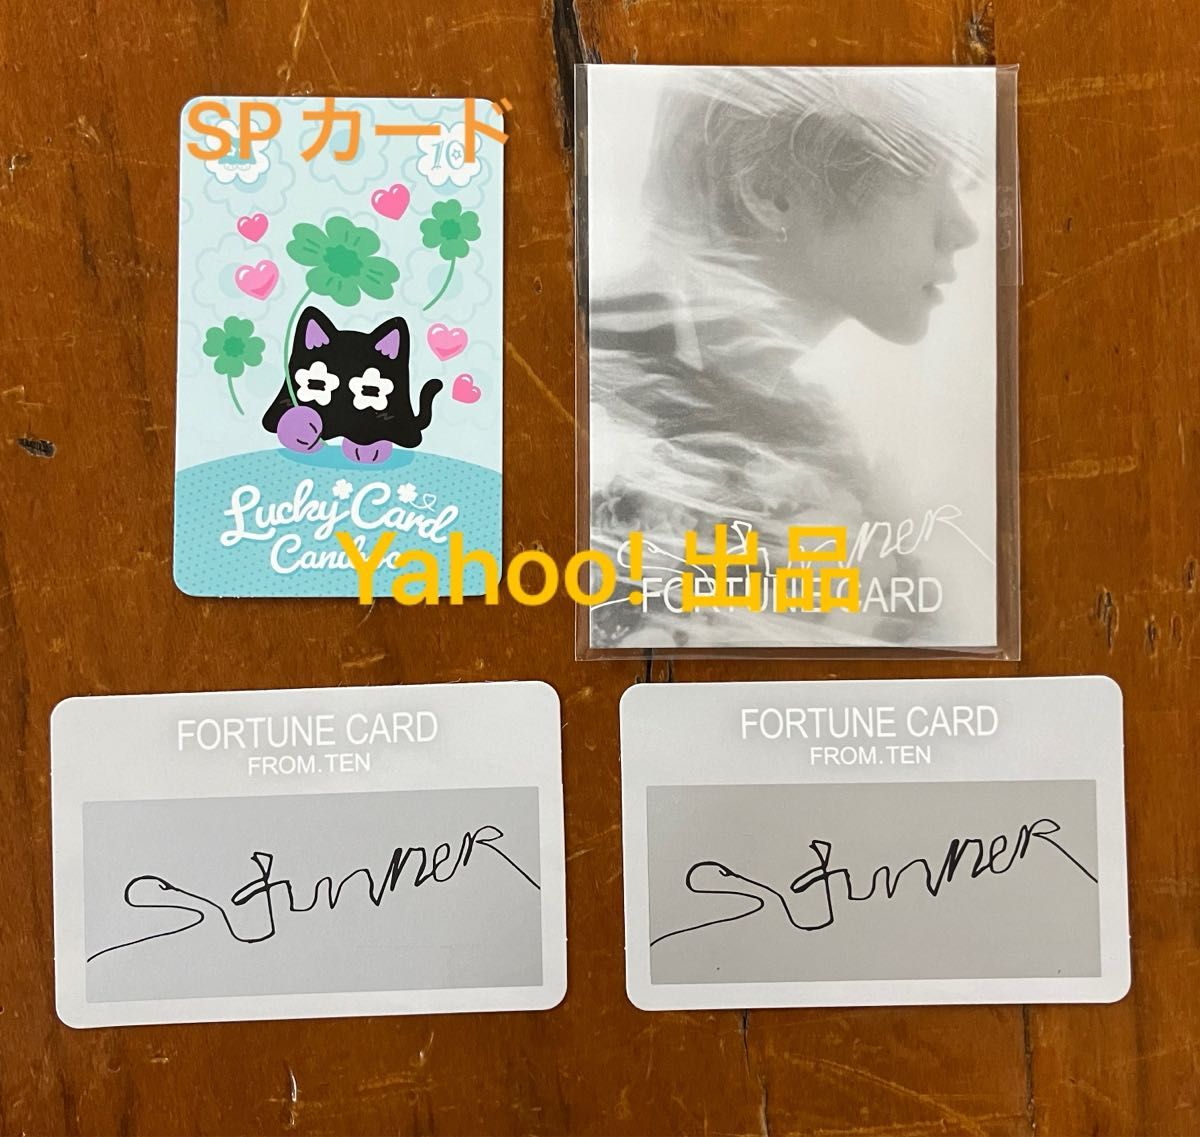 SP カード
10
Lucky Card
Yahoo! 出品
Stunner
FORTUNE CARD
FORTUNE CARD
FROM.TEN
Stunner
FORTUNE CARD
FROM.TEN
Stunner